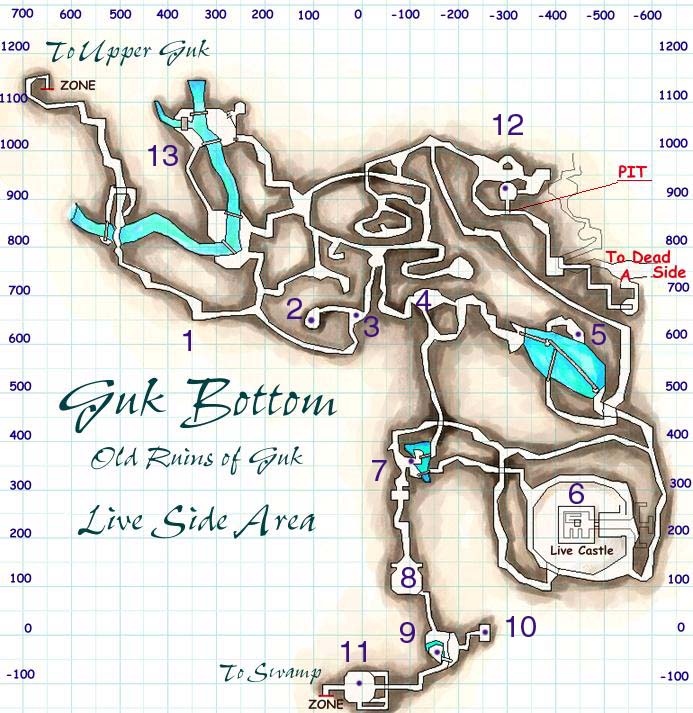 700 600 500 400 300 200 100 0 -100 -200 -300 -400 -500 -600
1200 To Upper Guk 1200
ZONE
1100 1100
12
1000 1000
13
PIT
900 900
800 800
To Dead
A Side
700 700
2 3 4
1 5
600 600
500 500
Guk Bottom
400 400
Old Ruins of Guk
7
300 300
6
Live Side Area
200 200
Live Castle
100 8 100
0 9 10 0
11
-100 To Swamp -100
ZONE